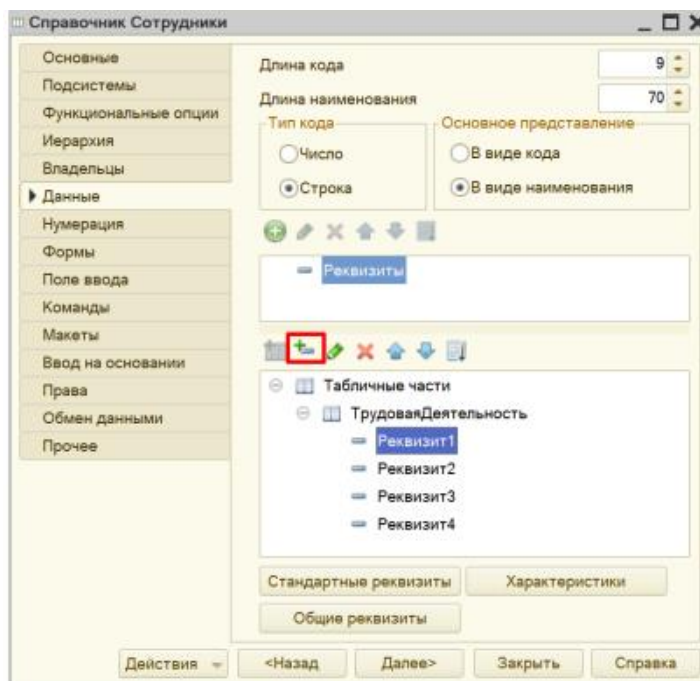 Справочник Сотрудники
Основные
Подсистемы
Функциональные опции
Иерархия
Владельцы
Данные
Нумерация
Формы
Поле ввода
Команды
Макеты
Ввод на основании
Права
Обмен данными
Прочее
Длина кода 9
Длина наименования 70
Тип кода
Число
Строка
Основное представление
В виде кода
В виде наименования
Реквизиты
Табличные части
ТрудоваяДеятельность
Реквизит1
Реквизит2
Реквизит3
Реквизит4
Стандартные реквизиты Характеристики
Общие реквизиты
Действия <Назад Далее> Закрыть Справка